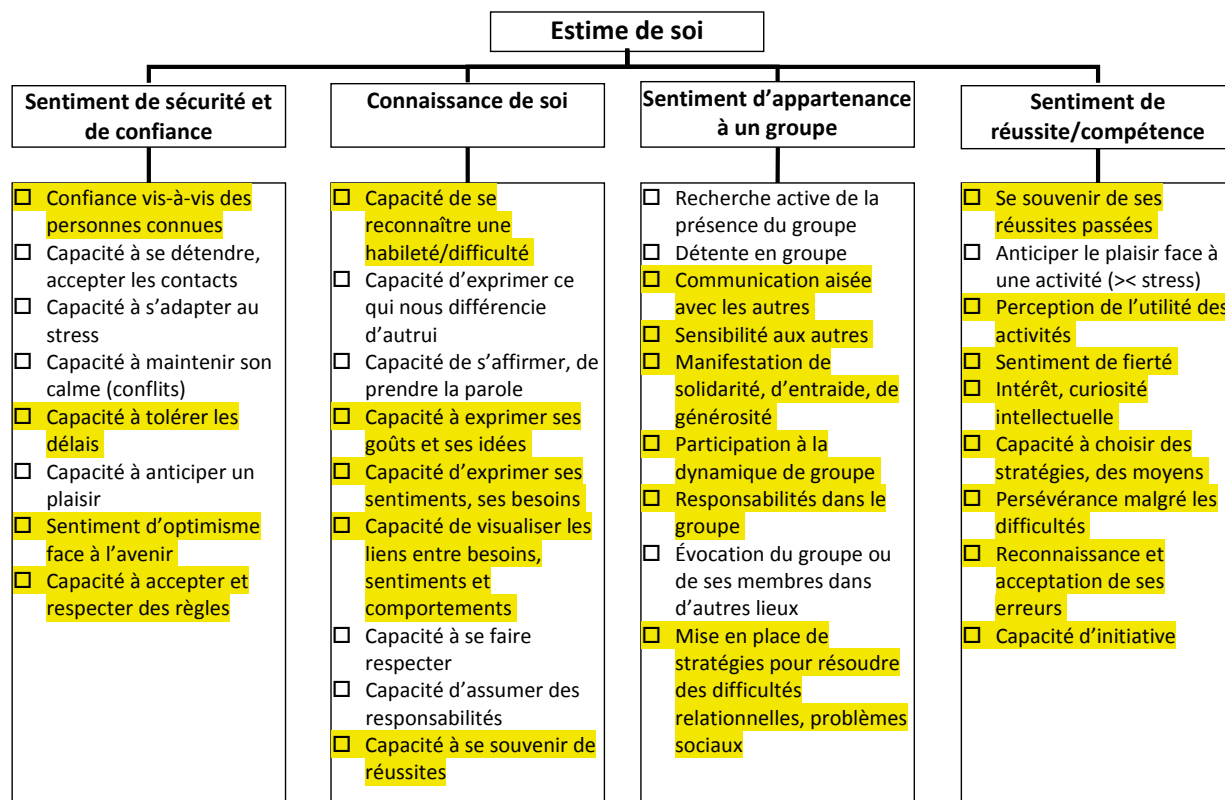 Estime de soi
Sentiment de sécurité et
de confiance
☐ Confiance vis-à-vis des
personnes connues
☐ Capacité à se détendre,
accepter les contacts
☐ Capacité à s’adapter au
stress
☐ Capacité à maintenir son
calme (conflits)
☐ Capacité à tolérer les
délais
☐ Capacité à anticiper un
plaisir
☐ Sentiment d’optimisme
face à l’avenir
☐ Capacité à accepter et
respecter des règles
Connaissance de soi
☐ Capacité de se
reconnaître une
habileté/difficulté
☐ Capacité d’exprimer ce
qui nous différencie
d’autrui
☐ Capacité de s’affirmer, de
prendre la parole
☐ Capacité à exprimer ses
goûts et ses idées
☐ Capacité d’exprimer ses
sentiments, ses besoins
☐ Capacité de visualiser les
liens entre besoins,
sentiments et
comportements
☐ Capacité à se faire
respecter
☐ Capacité d’assumer des
responsabilités
☐ Capacité à se souvenir de
réussites
Sentiment d’appartenance
à un groupe
☐ Recherche active de la
présence du groupe
☐ Détente en groupe
☐ Communication aisée
avec les autres
☐ Sensibilité aux autres
☐ Manifestation de
solidarité, d’entraide, de
générosité
☐ Participation à la
dynamique de groupe
☐ Responsabilités dans le
groupe
☐ Évocation du groupe ou
de ses membres dans
d’autres lieux
☐ Mise en place de
stratégies pour résoudre
des difficultés
relationnelles, problèmes
sociaux
Sentiment de
réussite/compétence
☐ Se souvenir de ses
réussites passées
☐ Anticiper le plaisir face à
une activité (>< stress)
☐ Perception de l’utilité des
activités
☐ Sentiment de fierté
☐ Intérêt, curiosité
intellectuelle
☐ Capacité à choisir des
stratégies, des moyens
☐ Persévérance malgré les
difficultés
☐ Reconnaissance et
acceptation de ses
erreurs
☐ Capacité d’initiative